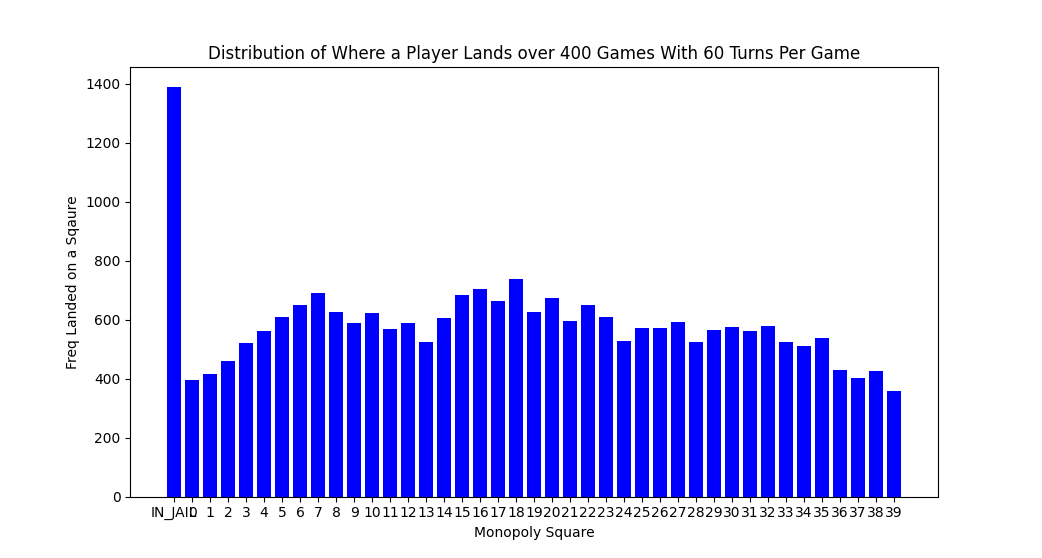 Distribution of Where a Player Lands over 400 Games With 60 Turns Per Game
1400
1200
1000
800
600
400
200
0
Freq Landed on a Sqaure
IN_JAIL 0 1 2 3 4 5 6 7 8 9 10 11 12 13 14 15 16 17 18 19 20 21 22 23 24 25 26 27 28 29 30 31 32 33 34 35 36 37 38 39
Monopoly Square